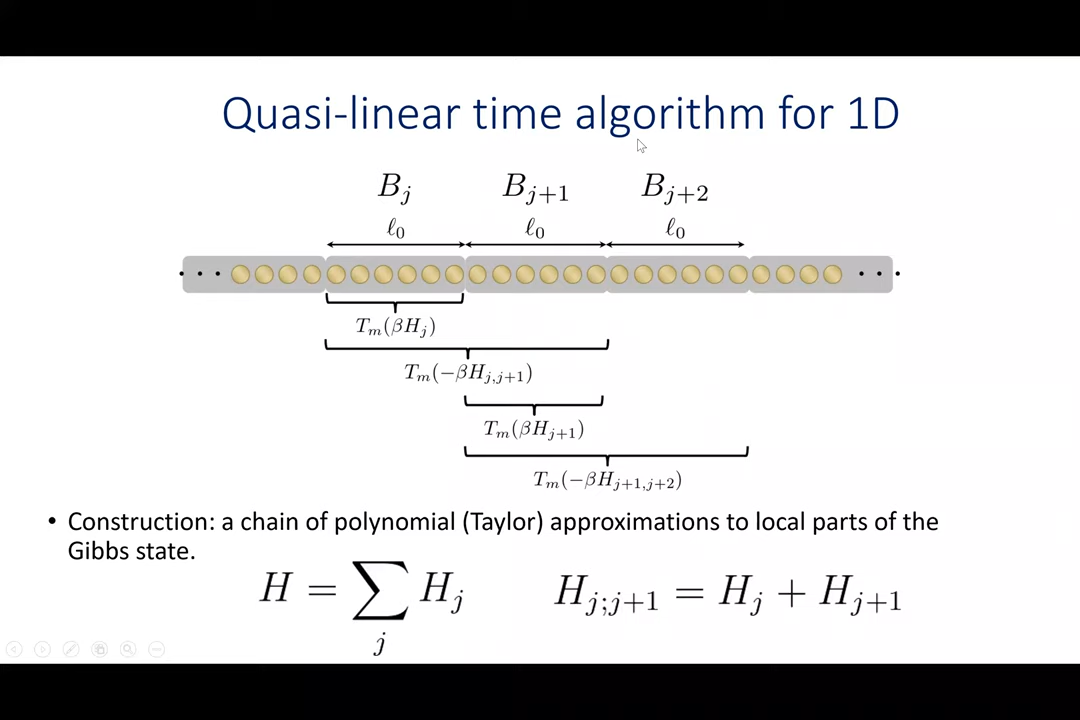 Quasi-linear time algorithm for 1D
B_j B_{j+1} B_{j+2}
ℓ_0 ℓ_0 ℓ_0
T_m(βH_j)
T_m(−βH_{j,j+1})
T_m(βH_{j+1})
T_m(−βH_{j+1,j+2})
• Construction: a chain of polynomial (Taylor) approximations to local parts of the
Gibbs state.
H = ∑_j H_j H_{j;j+1} = H_j + H_{j+1}